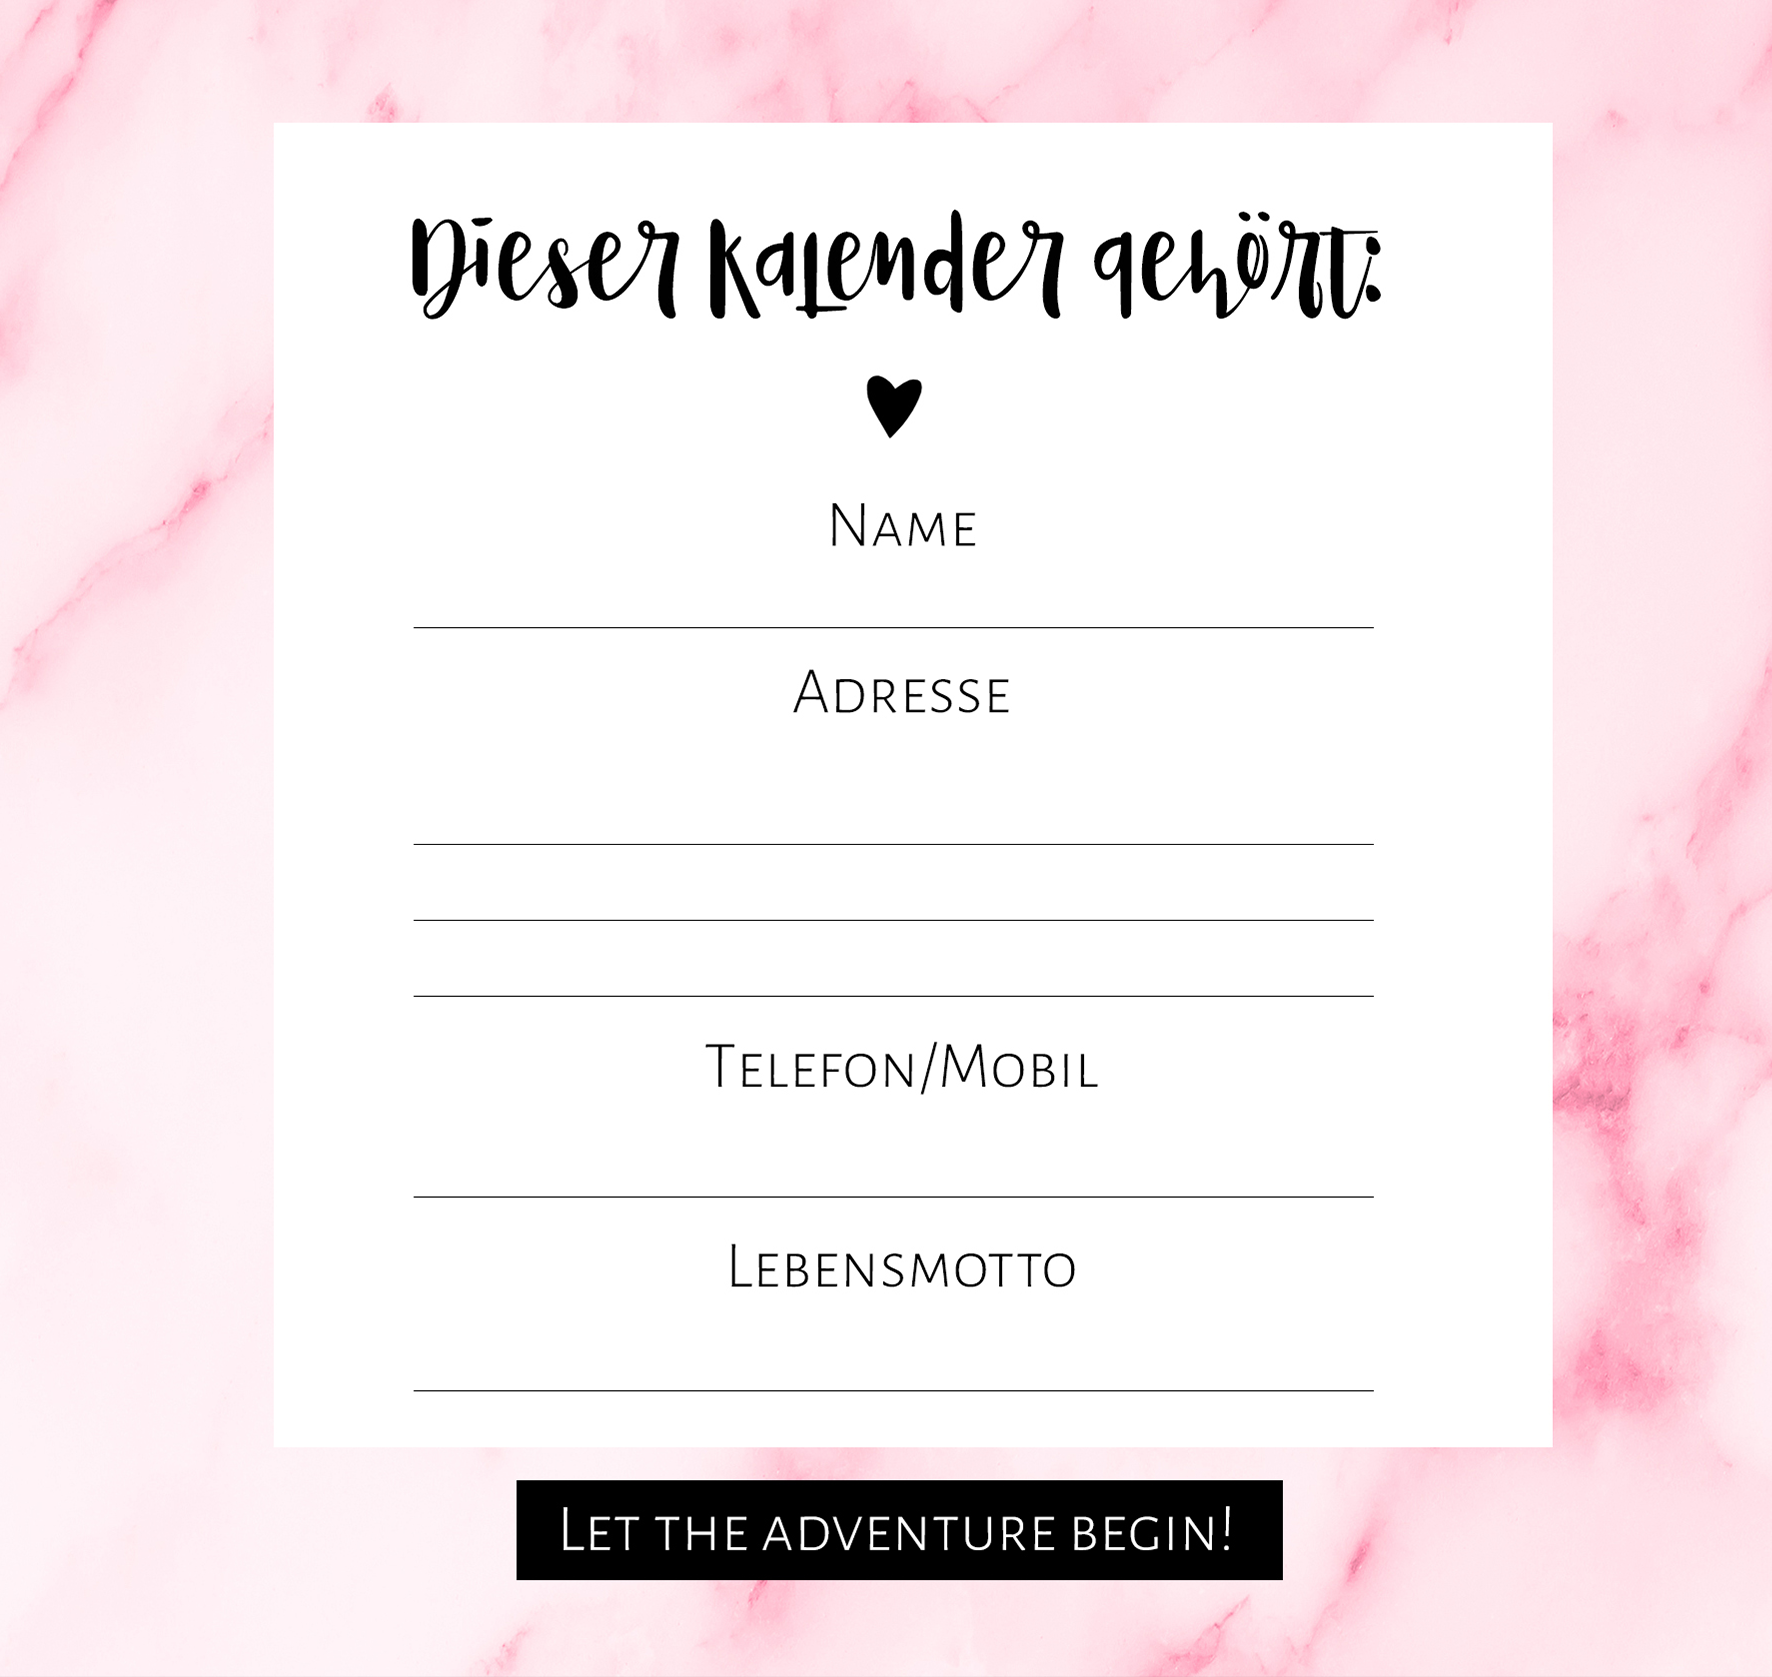 Dieser Kalender gehört:
Name
Adresse
Telefon/Mobil
Lebensmotto
Let the adventure begin!